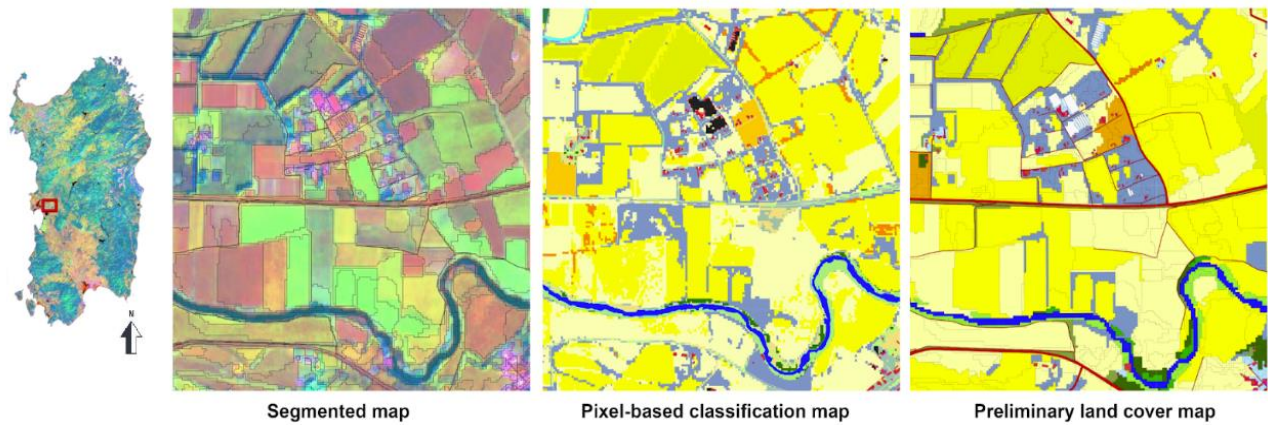 N
Segmented map
Pixel-based classification map
Preliminary land cover map